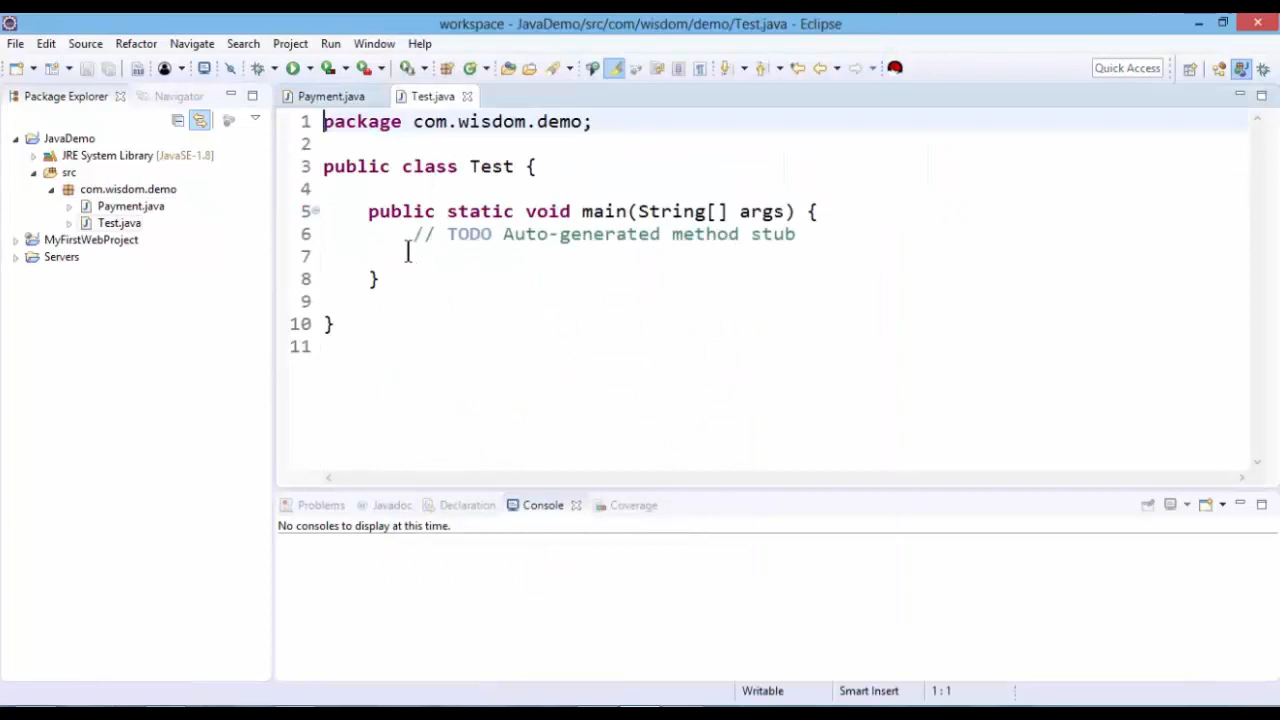 workspace - JavaDemo/src/com/wisdom/demo/Test.java - Eclipse
File Edit Source Refactor Navigate Search Project Run Window Help
Quick Access
Package Explorer Navigator
JavaDemo
JRE System Library [JavaSE-1.8]
src
com.wisdom.demo
Payment.java
Test.java
MyFirstWebProject
Servers
Payment.java Test.java
1 package com.wisdom.demo;
2
3 public class Test {
4
5 public static void main(String[] args) {
6 // TODO Auto-generated method stub
7
8 }
9
10 }
11
Problems Javadoc Declaration Console Coverage
No consoles to display at this time.
Writable Smart Insert 1 : 1